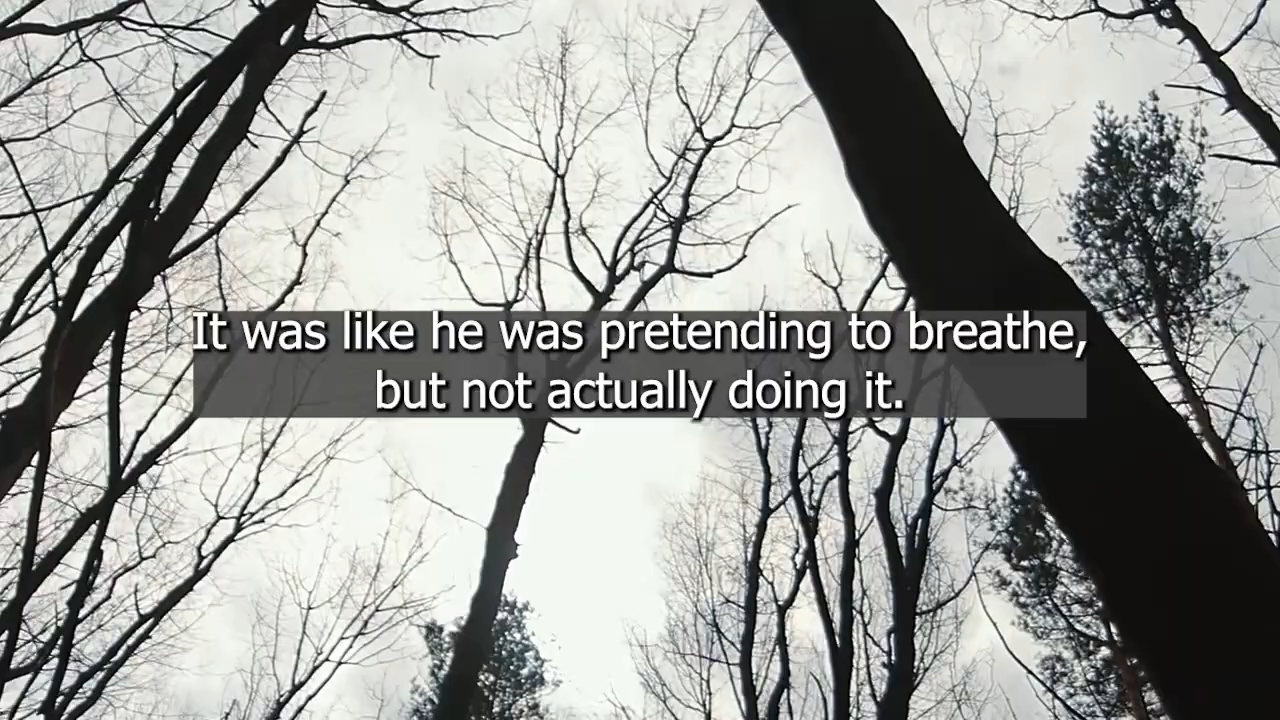 It was like he was pretending to breathe,
but not actually doing it.